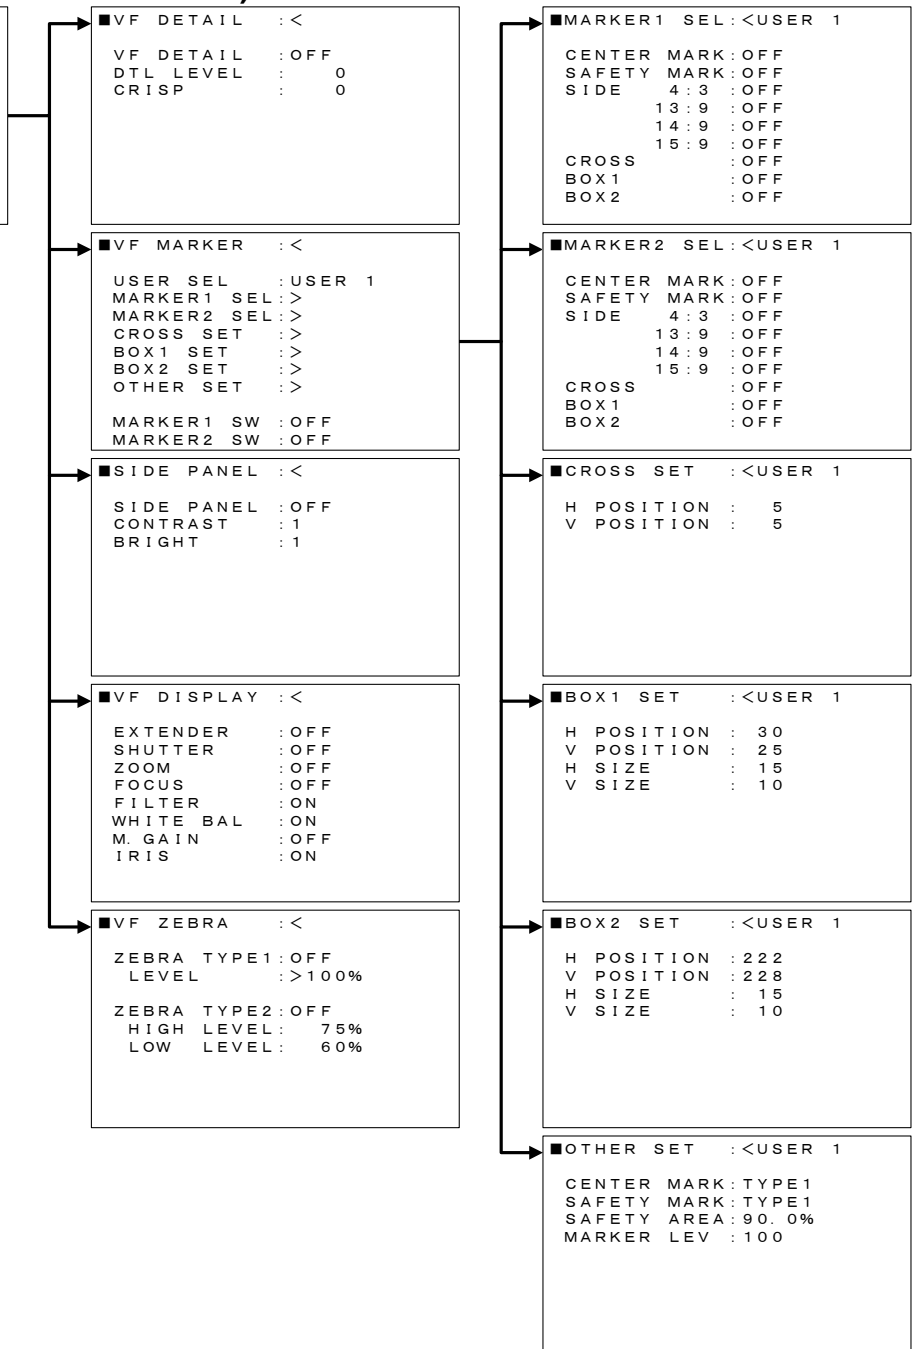 ■VF DETAIL :<
VF DETAIL :OFF
DTL LEVEL : 0
CRISP : 0
■VF MARKER :<
USER SEL :USER 1
MARKER1 SEL:>
MARKER2 SEL:>
CROSS SET :>
BOX1 SET :>
BOX2 SET :>
OTHER SET :>
MARKER1 SW :OFF
MARKER2 SW :OFF
■SIDE PANEL :<
SIDE PANEL :OFF
CONTRAST :1
BRIGHT :1
■VF DISPLAY :<
EXTENDER :OFF
SHUTTER :OFF
ZOOM :OFF
FOCUS :OFF
FILTER :ON
WHITE BAL :ON
M.GAIN :OFF
IRIS :ON
■VF ZEBRA :<
ZEBRA TYPE1:OFF
LEVEL :>100%
ZEBRA TYPE2:OFF
HIGH LEVEL: 75%
LOW LEVEL: 60%
■MARKER1 SEL:<USER 1
CENTER MARK:OFF
SAFETY MARK:OFF
SIDE 4:3 :OFF
13:9 :OFF
14:9 :OFF
15:9 :OFF
CROSS :OFF
BOX1 :OFF
BOX2 :OFF
■MARKER2 SEL:<USER 1
CENTER MARK:OFF
SAFETY MARK:OFF
SIDE 4:3 :OFF
13:9 :OFF
14:9 :OFF
15:9 :OFF
CROSS :OFF
BOX1 :OFF
BOX2 :OFF
■CROSS SET :<USER 1
H POSITION : 5
V POSITION : 5
■BOX1 SET :<USER 1
H POSITION : 30
V POSITION : 25
H SIZE : 15
V SIZE : 10
■BOX2 SET :<USER 1
H POSITION :222
V POSITION :228
H SIZE : 15
V SIZE : 10
■OTHER SET :<USER 1
CENTER MARK:TYPE1
SAFETY MARK:TYPE1
SAFETY AREA:90.0%
MARKER LEV :100